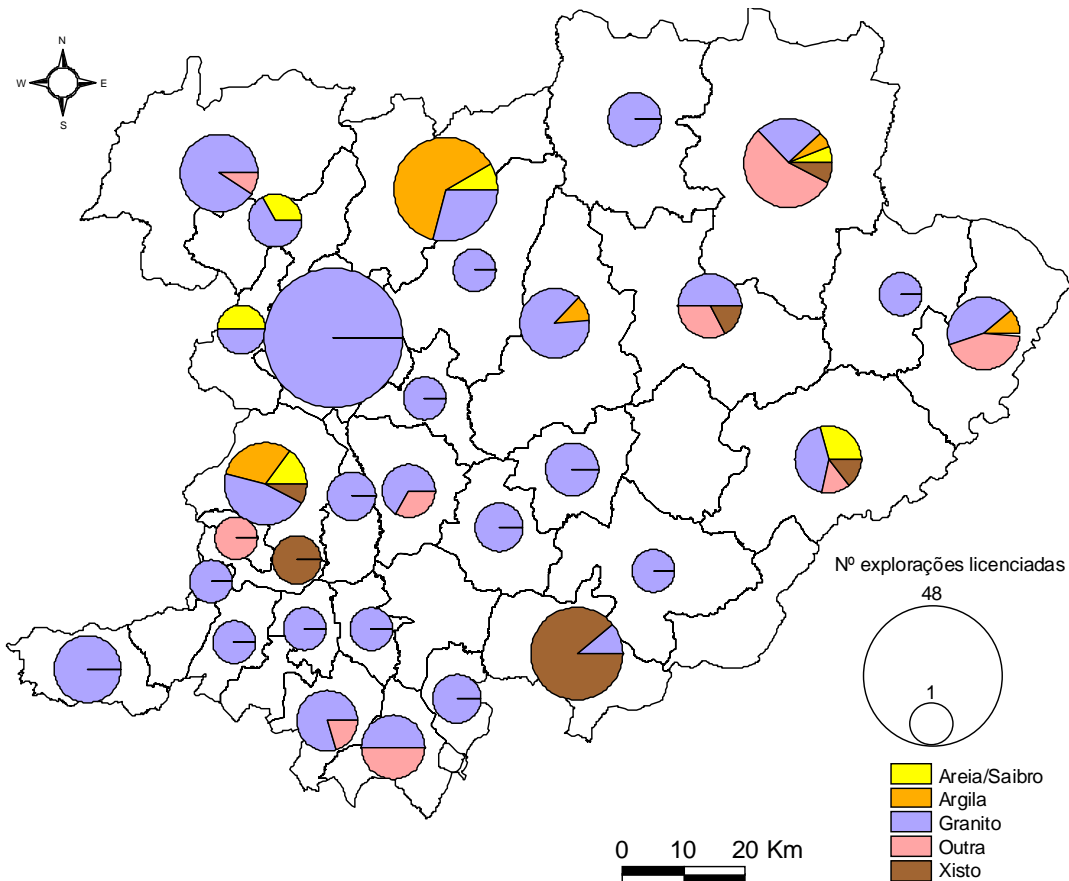 N
W E
S
Nº explorações licenciadas
48
1
Areia/Saibro
Argila
Granito
Outra
Xisto
0 10 20 Km